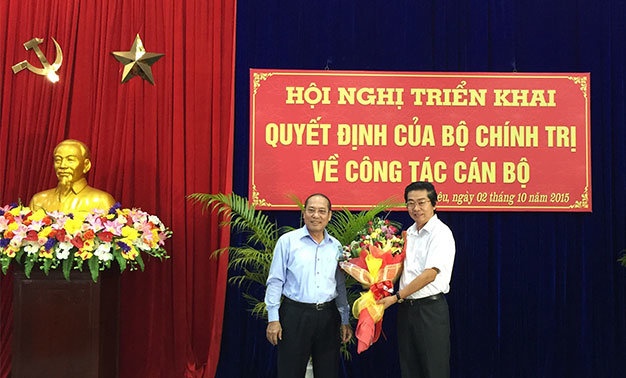 HỘI NGHỊ TRIỂN KHAI
QUYẾT ĐỊNH CỦA BỘ CHÍNH TRỊ
VỀ CÔNG TÁC CÁN BỘ
ngày 02 tháng 10 năm 2015